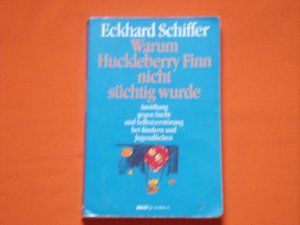 Eckhard Schiffer
Warum
Huckleberry Finn
nicht
süchtig wurde
Anstiftung
gegen Sucht
und Selbstzerstörung
bei Kindern und
Jugendlichen